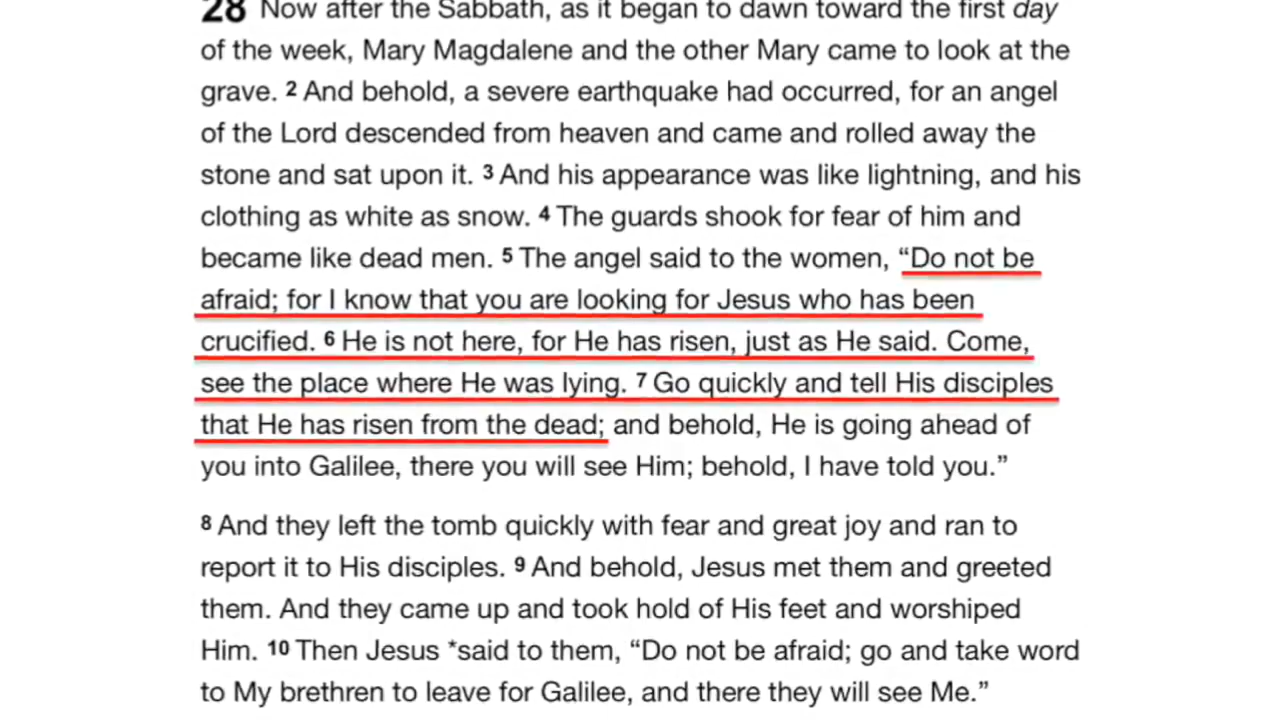 28 Now after the Sabbath, as it began to dawn toward the first day
of the week, Mary Magdalene and the other Mary came to look at the
grave. 2 And behold, a severe earthquake had occurred, for an angel
of the Lord descended from heaven and came and rolled away the
stone and sat upon it. 3 And his appearance was like lightning, and his
clothing as white as snow. 4 The guards shook for fear of him and
became like dead men. 5 The angel said to the women, “Do not be
afraid; for I know that you are looking for Jesus who has been
crucified. 6 He is not here, for He has risen, just as He said. Come,
see the place where He was lying. 7 Go quickly and tell His disciples
that He has risen from the dead; and behold, He is going ahead of
you into Galilee, there you will see Him; behold, I have told you.”
8 And they left the tomb quickly with fear and great joy and ran to
report it to His disciples. 9 And behold, Jesus met them and greeted
them. And they came up and took hold of His feet and worshiped
Him. 10 Then Jesus *said to them, “Do not be afraid; go and take word
to My brethren to leave for Galilee, and there they will see Me.”